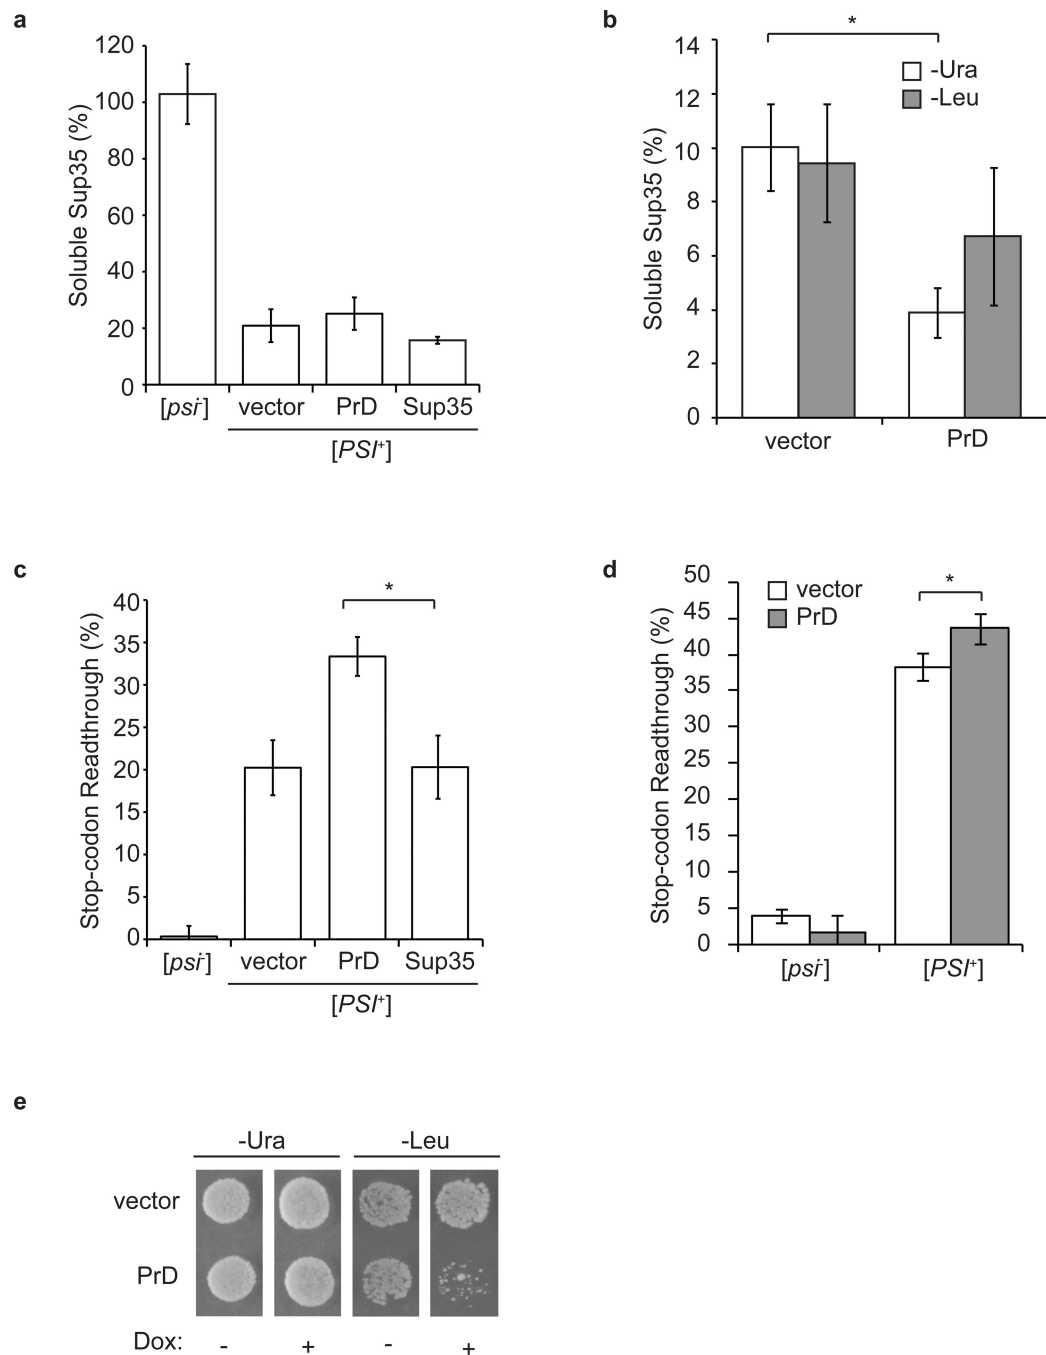 a
Soluble Sup35 (%)
120
100
80
60
40
20
0
[psi-]
vector
PrD
Sup35
[PSI+]
b
*
-Ura
-Leu
Soluble Sup35 (%)
14
12
10
8
6
4
2
0
vector
PrD
c
*
Stop-codon Readthrough (%)
40
35
30
25
20
15
10
5
0
[psi-]
vector
PrD
Sup35
[PSI+]
d
vector
PrD
*
Stop-codon Readthrough (%)
50
45
40
35
30
25
20
15
10
5
0
[psi-]
[PSI+]
e
-Ura
-Leu
vector
PrD
Dox: - + - +